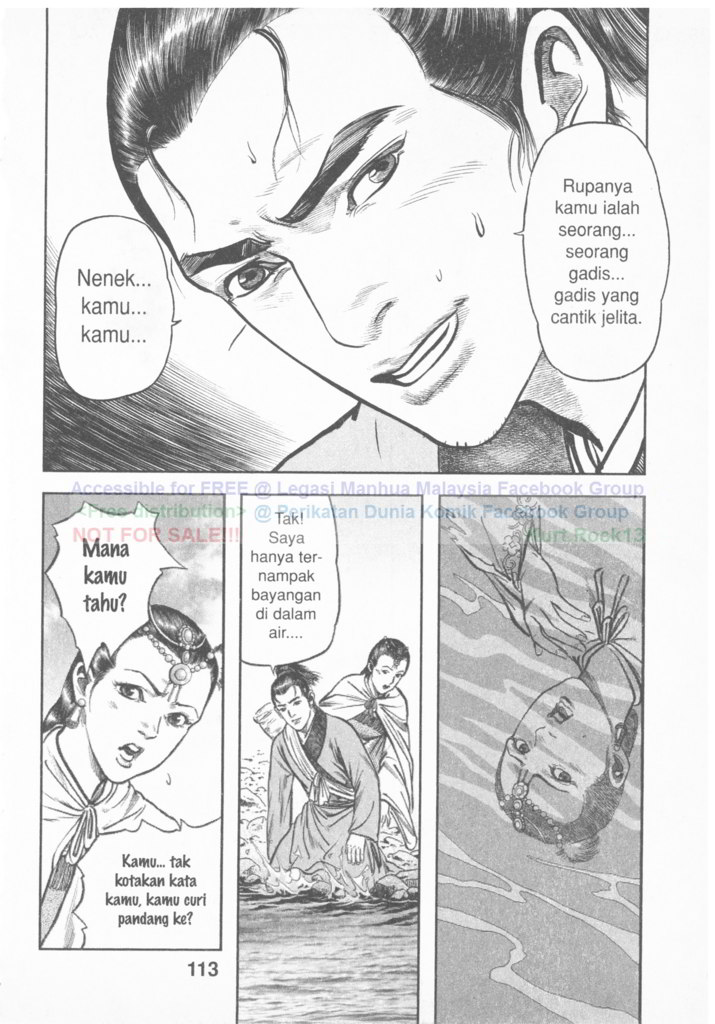 Nenek...
kamu...
kamu...
Rupanya
kamu ialah
seorang...
seorang
gadis...
gadis yang
cantik jelita.
Accessible for FREE @ Legasi Manhua Malaysia Facebook Group
<Free distribution> @ Perikatan Dunia Komik Facebook Group
NOT FOR SALE!!!
Mana
kamu
tahu?
Kamu... tak
kotakan kata
kamu, kamu curi
pandang ke?
Tak!
Saya
hanya ter-
nampak
bayangan
di dalam
air....
113